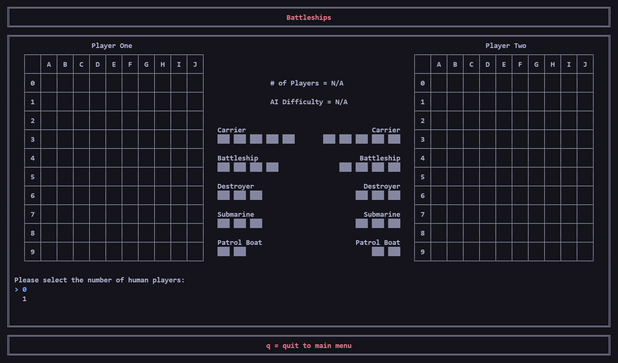 Battleships
Player One
Player Two
A B C D E F G H I J
A B C D E F G H I J
0
# of Players = N/A
0
1
AI Difficulty = N/A
1
2
2
3
Carrier
Carrier
3
4
Battleship
Battleship
4
5
5
6
Destroyer
Destroyer
6
7
Submarine
Submarine
7
8
8
9
Patrol Boat
Patrol Boat
9
Please select the number of human players:
> 0
1
q = quit to main menu